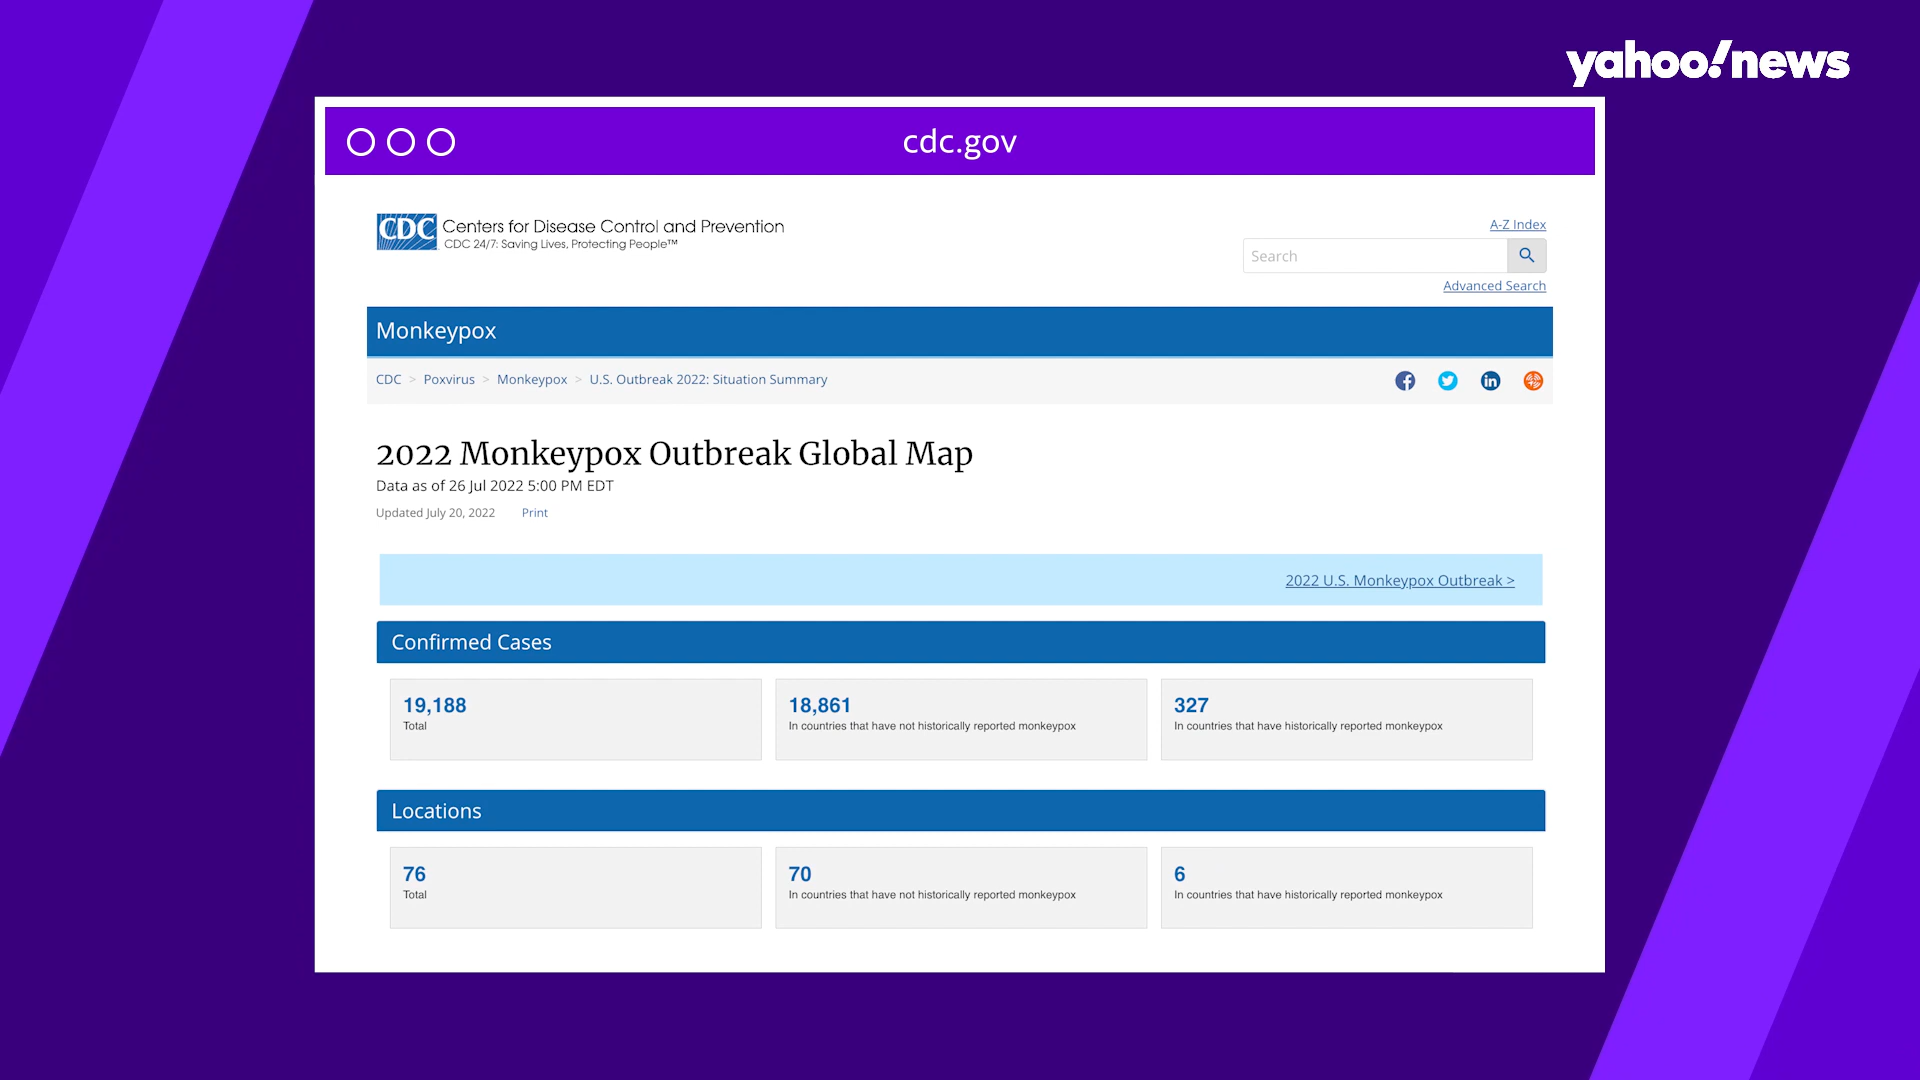 yahoo!news
cdc.gov
CDC Centers for Disease Control and Prevention
CDC 24/7: Saving Lives, Protecting People™
A-Z Index
Search
Advanced Search
Monkeypox
CDC > Poxvirus > Monkeypox > U.S. Outbreak 2022: Situation Summary
2022 Monkeypox Outbreak Global Map
Data as of 26 Jul 2022 5:00 PM EDT
Updated July 20, 2022 Print
2022 U.S. Monkeypox Outbreak >
Confirmed Cases
19,188
Total
18,861
In countries that have not historically reported monkeypox
327
In countries that have historically reported monkeypox
Locations
76
Total
70
In countries that have not historically reported monkeypox
6
In countries that have historically reported monkeypox